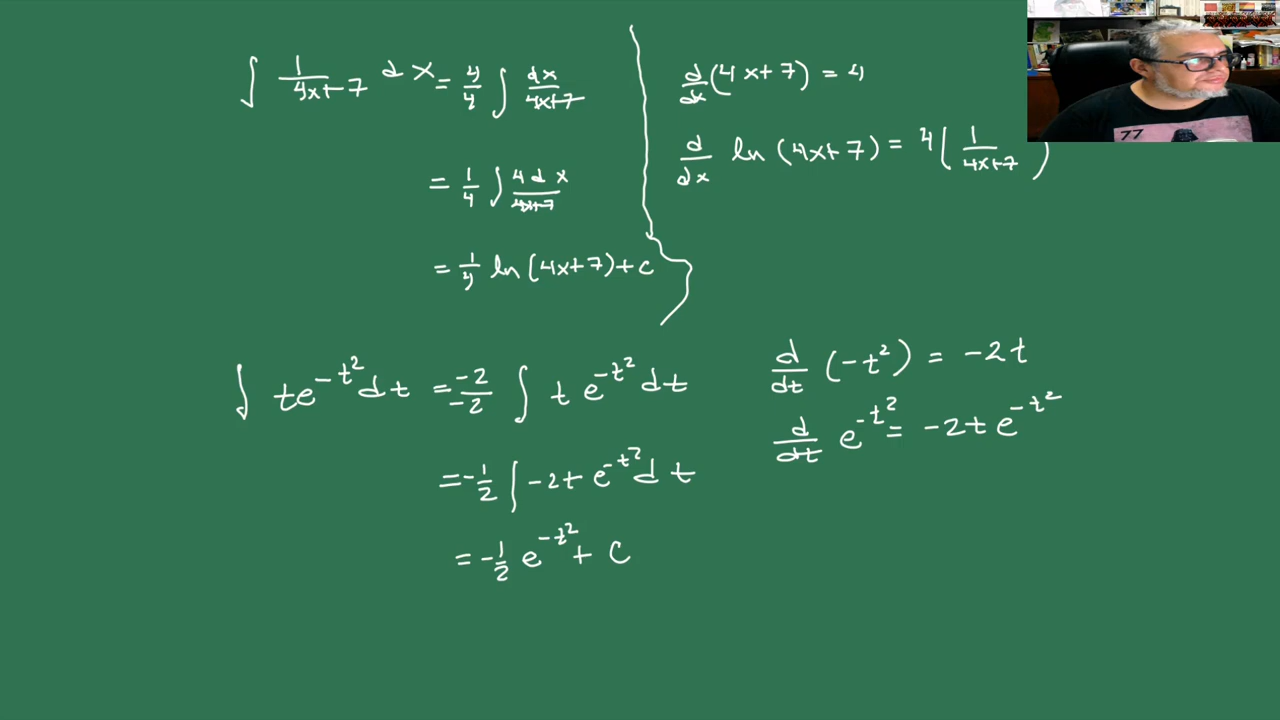 ∫ 1/(4x+7) dx = 4/4 ∫ dx/(4x+7)
= 1/4 ∫ 4dx/(4x+7)
= 1/4 ln(4x+7)+c
d/dx (4x+7) = 4
d/dx ln(4x+7) = 4(1/(4x+7))
∫ te^(-t²) dt = -2/-2 ∫ t e^(-t²) dt
= -1/2 ∫ -2t e^(-t²) dt
= -1/2 e^(-t²) + C
d/dt (-t²) = -2t
d/dt e^(-t²) = -2t e^(-t²)
77